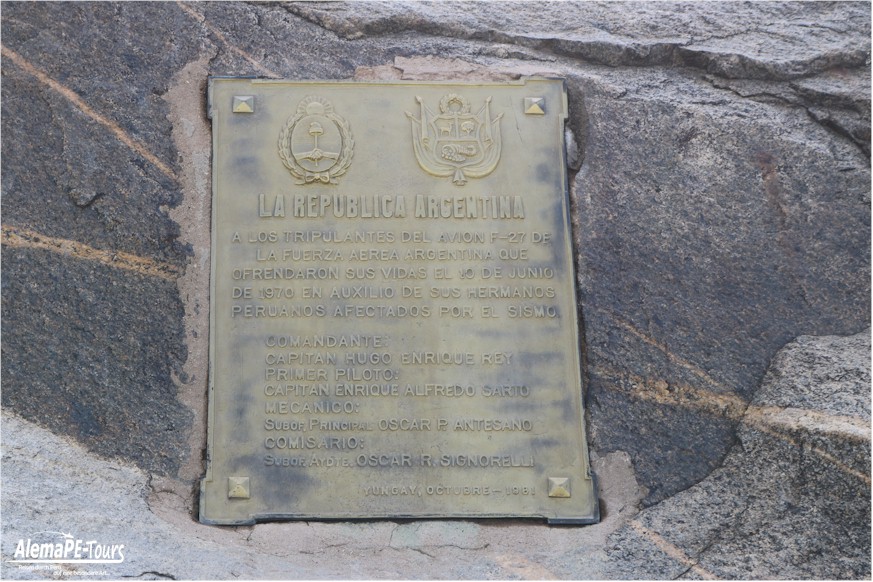 LA REPUBLICA ARGENTINA
A LOS TRIPULANTES DEL AVION F-27 DE
LA FUERZA AEREA ARGENTINA QUE
OFRENDARON SUS VIDAS EL 10 DE JUNIO
DE 1970 EN AUXILIO DE SUS HERMANOS
PERUANOS AFECTADOS POR EL SISMO.
COMANDANTE:
CAPITAN HUGO ENRIQUE REY
PRIMER PILOTO:
CAPITAN ENRIQUE ALFREDO SARTO
MECANICO:
SUBOF. PRINCIPAL OSCAR P. ANTESANO
COMISARIO:
SUBOF. AYDTE. OSCAR R. SIGNORELLI
YUNGAY, OCTUBRE-1981
AlemaPE-Tours